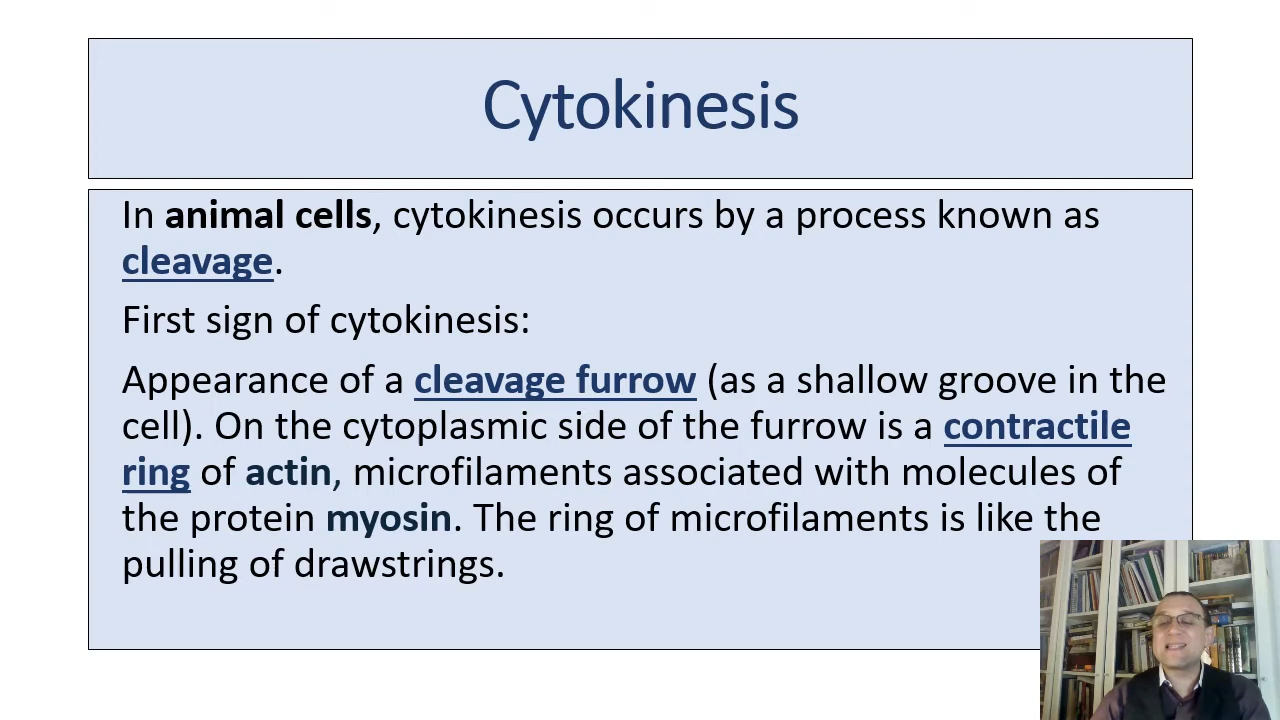 Cytokinesis
In animal cells, cytokinesis occurs by a process known as
cleavage.
First sign of cytokinesis:
Appearance of a cleavage furrow (as a shallow groove in the
cell). On the cytoplasmic side of the furrow is a contractile
ring of actin, microfilaments associated with molecules of
the protein myosin. The ring of microfilaments is like the
pulling of drawstrings.